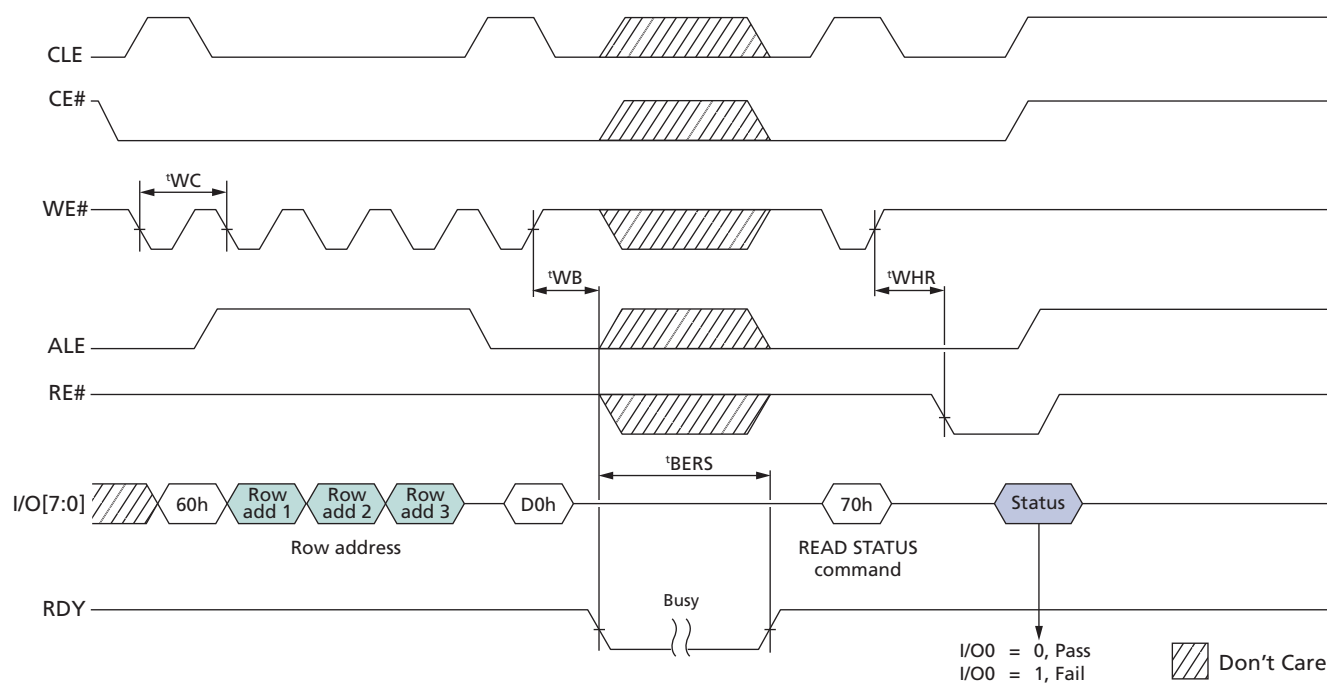 CLE
CE#
tWC
WE#
tWB
tWHR
ALE
RE#
tBERS
I/O[7:0]
60h
Row add 1
Row add 2
Row add 3
D0h
70h
Status
Row address
READ STATUS
command
RDY
Busy
I/O0 = 0, Pass
I/O0 = 1, Fail
Don't Care